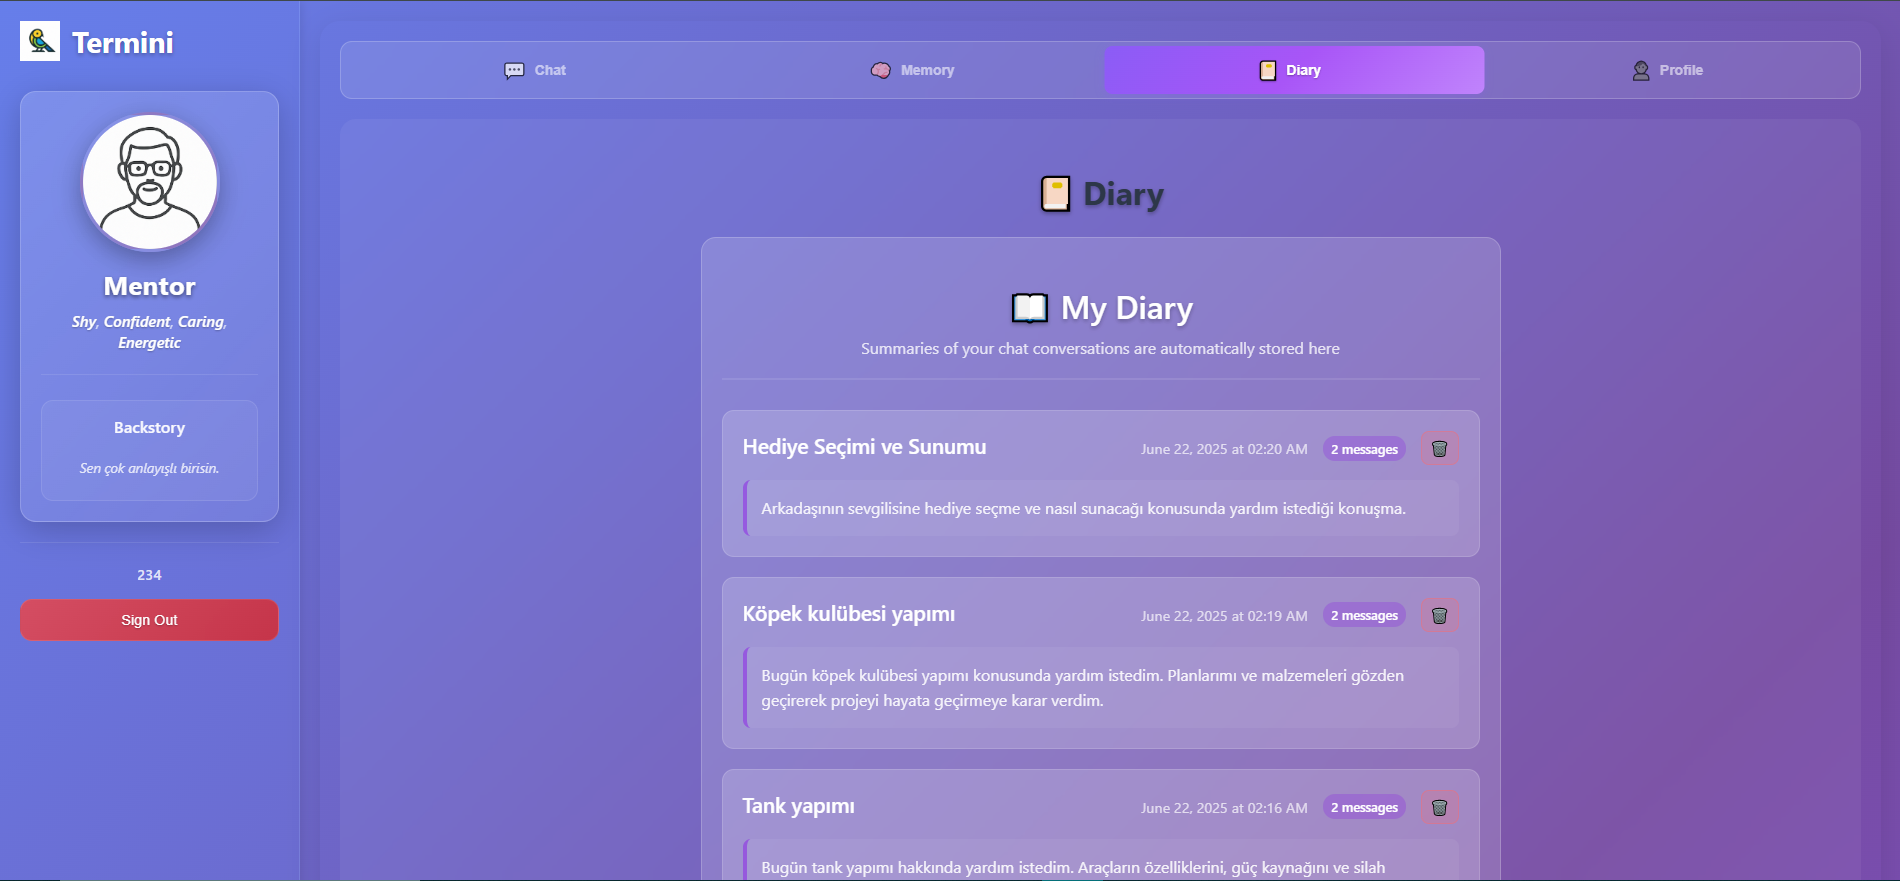 Termini
Mentor
Shy, Confident, Caring,
Energetic
Backstory
Sen çok anlayışlı birisin.
234
Sign Out
Chat
Memory
Diary
Profile
Diary
My Diary
Summaries of your chat conversations are automatically stored here
Hediye Seçimi ve Sunumu
June 22, 2025 at 02:20 AM
2 messages
Arkadaşının sevgilisine hediye seçme ve nasıl sunacağı konusunda yardım istediği konuşma.
Köpek kulübesi yapımı
June 22, 2025 at 02:19 AM
2 messages
Bugün köpek kulübesi yapımı konusunda yardım istedim. Planlarımı ve malzemeleri gözden
geçirerek projeyi hayata geçirmeye karar verdim.
Tank yapımı
June 22, 2025 at 02:16 AM
2 messages
Bugün tank yapımı hakkında yardım istedim. Araçların özelliklerini, güç kaynağını ve silah